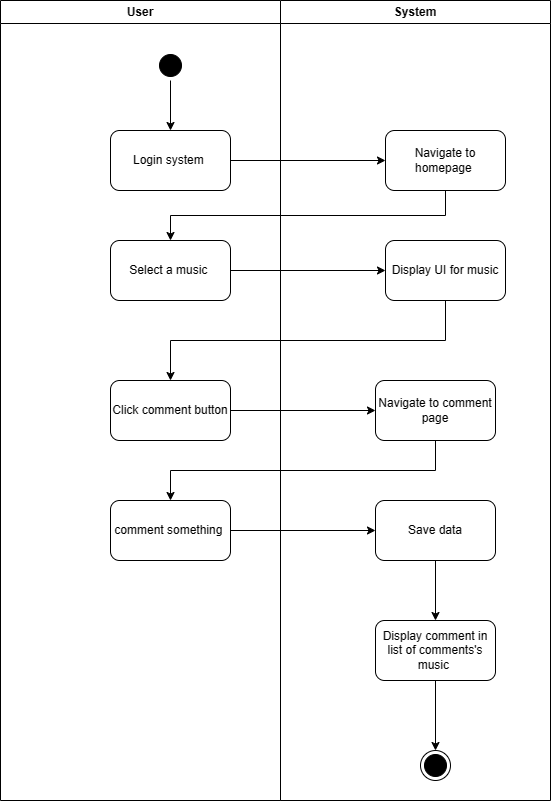 User
System
Login system
Navigate to
homepage
Select a music
Display UI for music
Click comment button
Navigate to comment
page
comment something
Save data
Display comment in
list of comments's
music